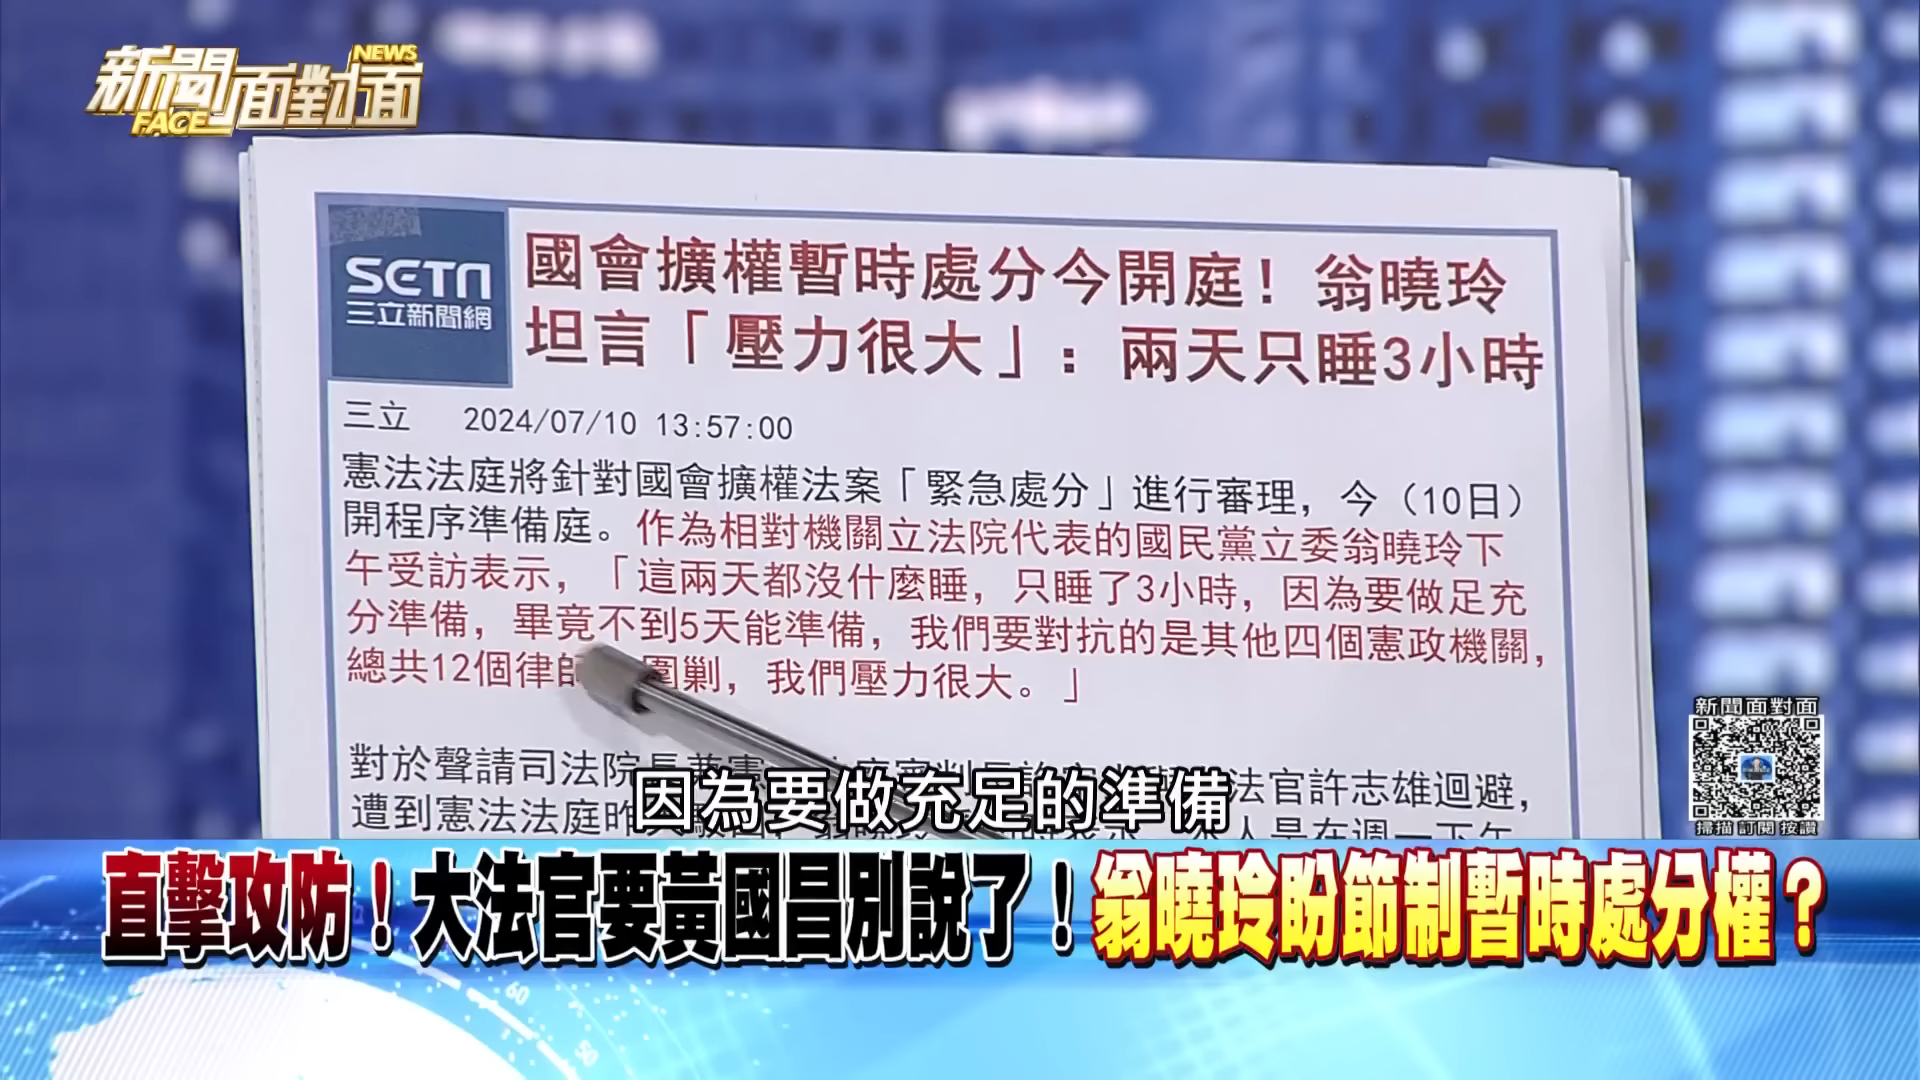 新聞面對面
NEWS
FACE
SETN
三立新聞網
國會擴權暫時處分今開庭！翁曉玲
坦言「壓力很大」：兩天只睡3小時
三立 2024/07/10 13:57:00
憲法法庭將針對國會擴權法案「緊急處分」進行審理，今（10日）
開程序準備庭。作為相對機關立法院代表的國民黨立委翁曉玲下
午受訪表示，「這兩天都沒什麼睡，只睡了3小時，因為要做足充
分準備，畢竟不到5天能準備，我們要對抗的是其他四個憲政機關，
總共12個律師 圍剿，我們壓力很大。」
對於聲請司法院長 法官許志雄迴避，
遭到憲法法庭昨
因為要做充足的準備
新聞面對面
掃描 訂閱 按讚
直擊攻防！大法官要黃國昌別說了！翁曉玲盼節制暫時處分權？
60
50